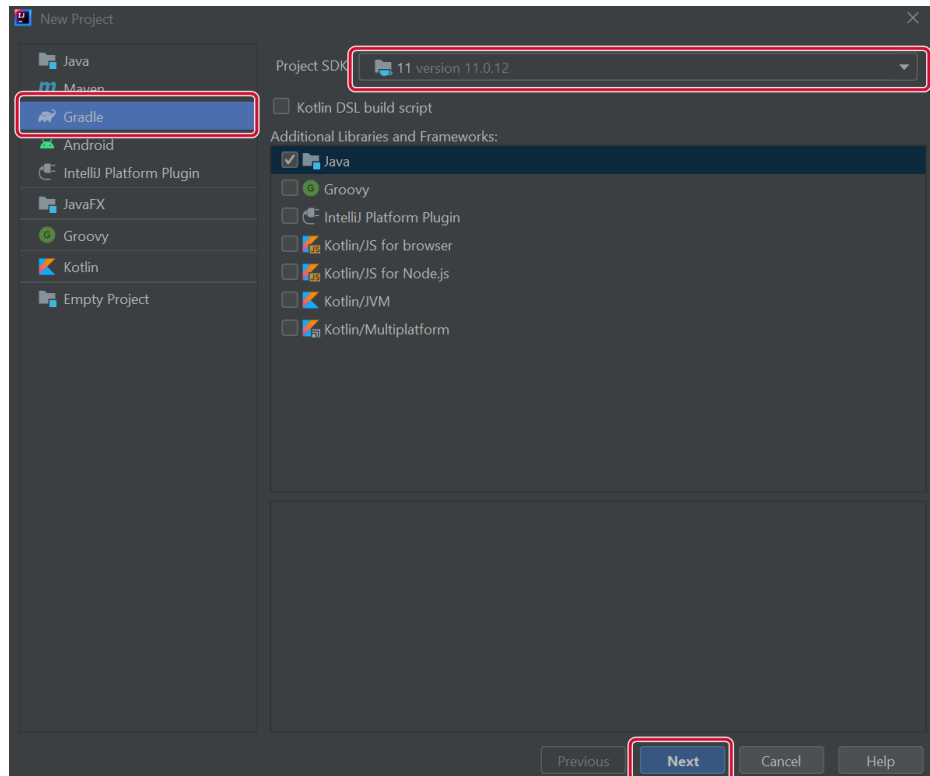 New Project
Java
Maven
Gradle
Android
IntelliJ Platform Plugin
JavaFX
Groovy
Kotlin
Empty Project
Project SDK
11 version 11.0.12
Kotlin DSL build script
Additional Libraries and Frameworks:
Java
Groovy
IntelliJ Platform Plugin
Kotlin/JS for browser
Kotlin/JS for Node.js
Kotlin/JVM
Kotlin/Multiplatform
Previous
Next
Cancel
Help